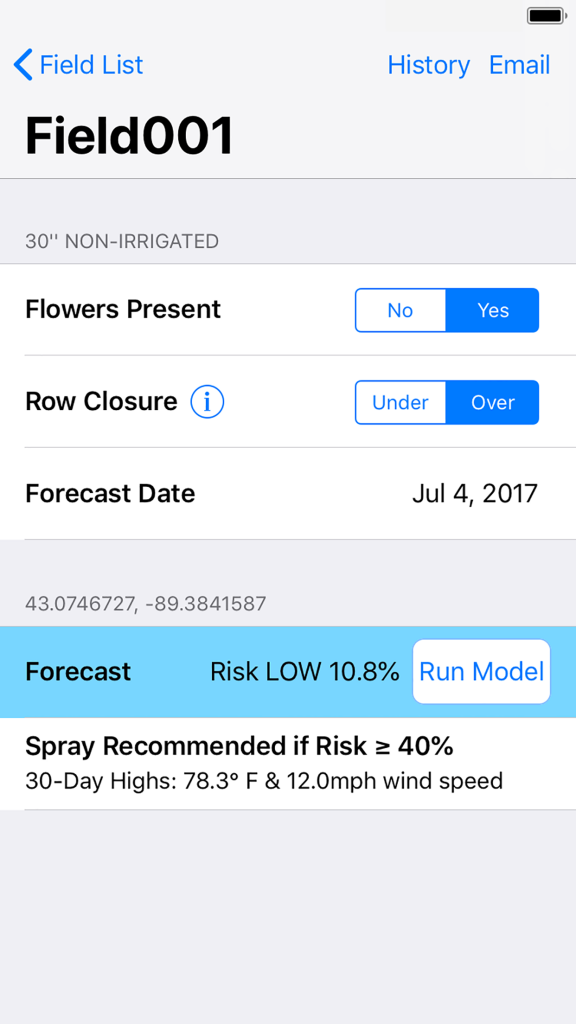 Field List History Email
Field001
30'' NON-IRRIGATED
Flowers Present No Yes
Row Closure i Under Over
Forecast Date Jul 4, 2017
43.0746727, -89.3841587
Forecast Risk LOW 10.8% Run Model
Spray Recommended if Risk ≥ 40%
30-Day Highs: 78.3° F & 12.0mph wind speed